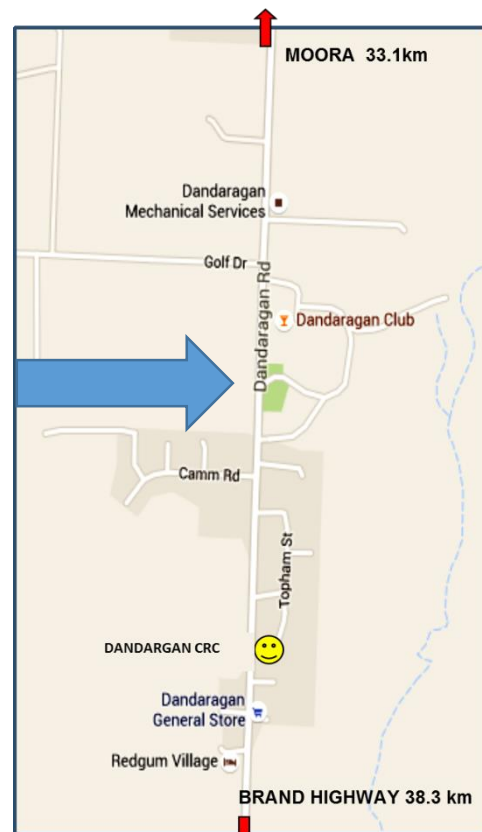 MOORA 33.1km
Dandaragan
Mechanical Services
Golf Dr
Dandaragan Rd
Dandaragan Club
Camm Rd
Topham St
DANDARGAN CRC
Dandaragan
General Store
Redgum Village
BRAND HIGHWAY 38.3 km